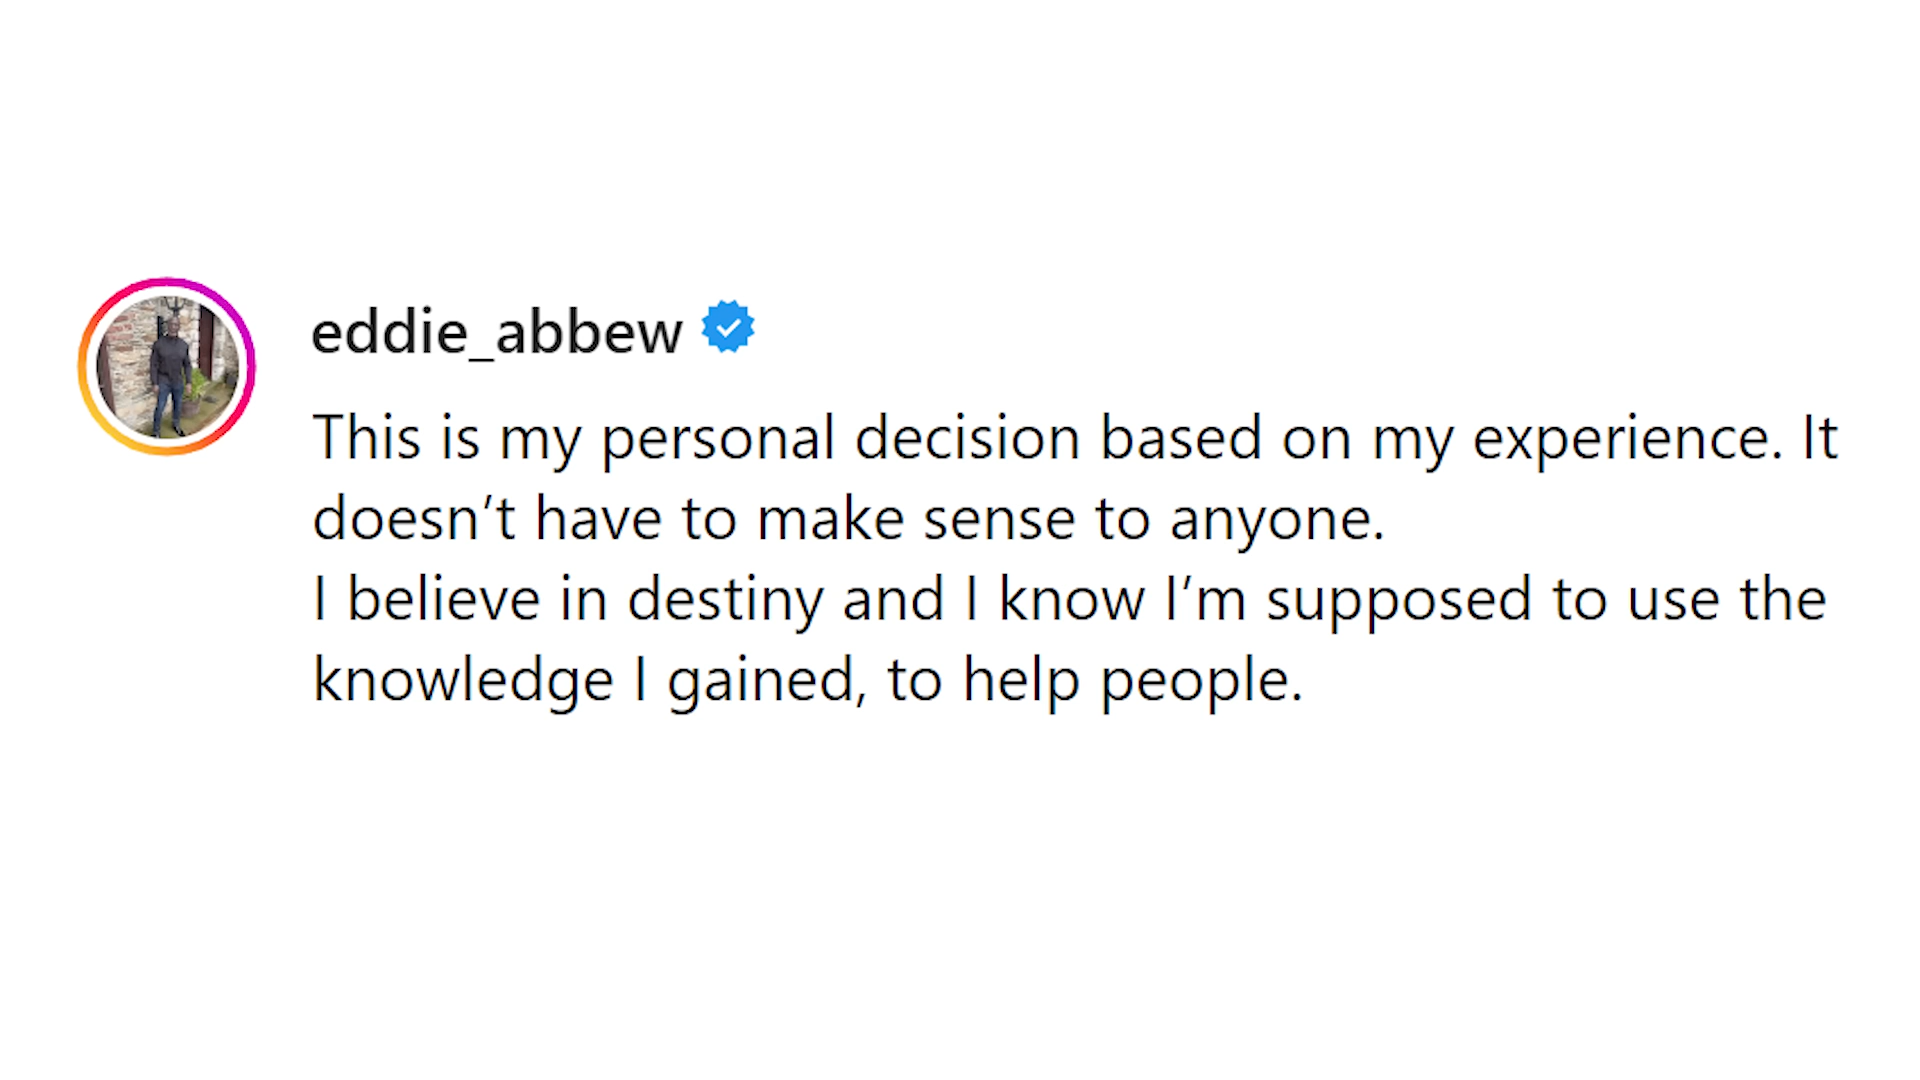 eddie_abbew
This is my personal decision based on my experience. It
doesn’t have to make sense to anyone.
I believe in destiny and I know I’m supposed to use the
knowledge I gained, to help people.